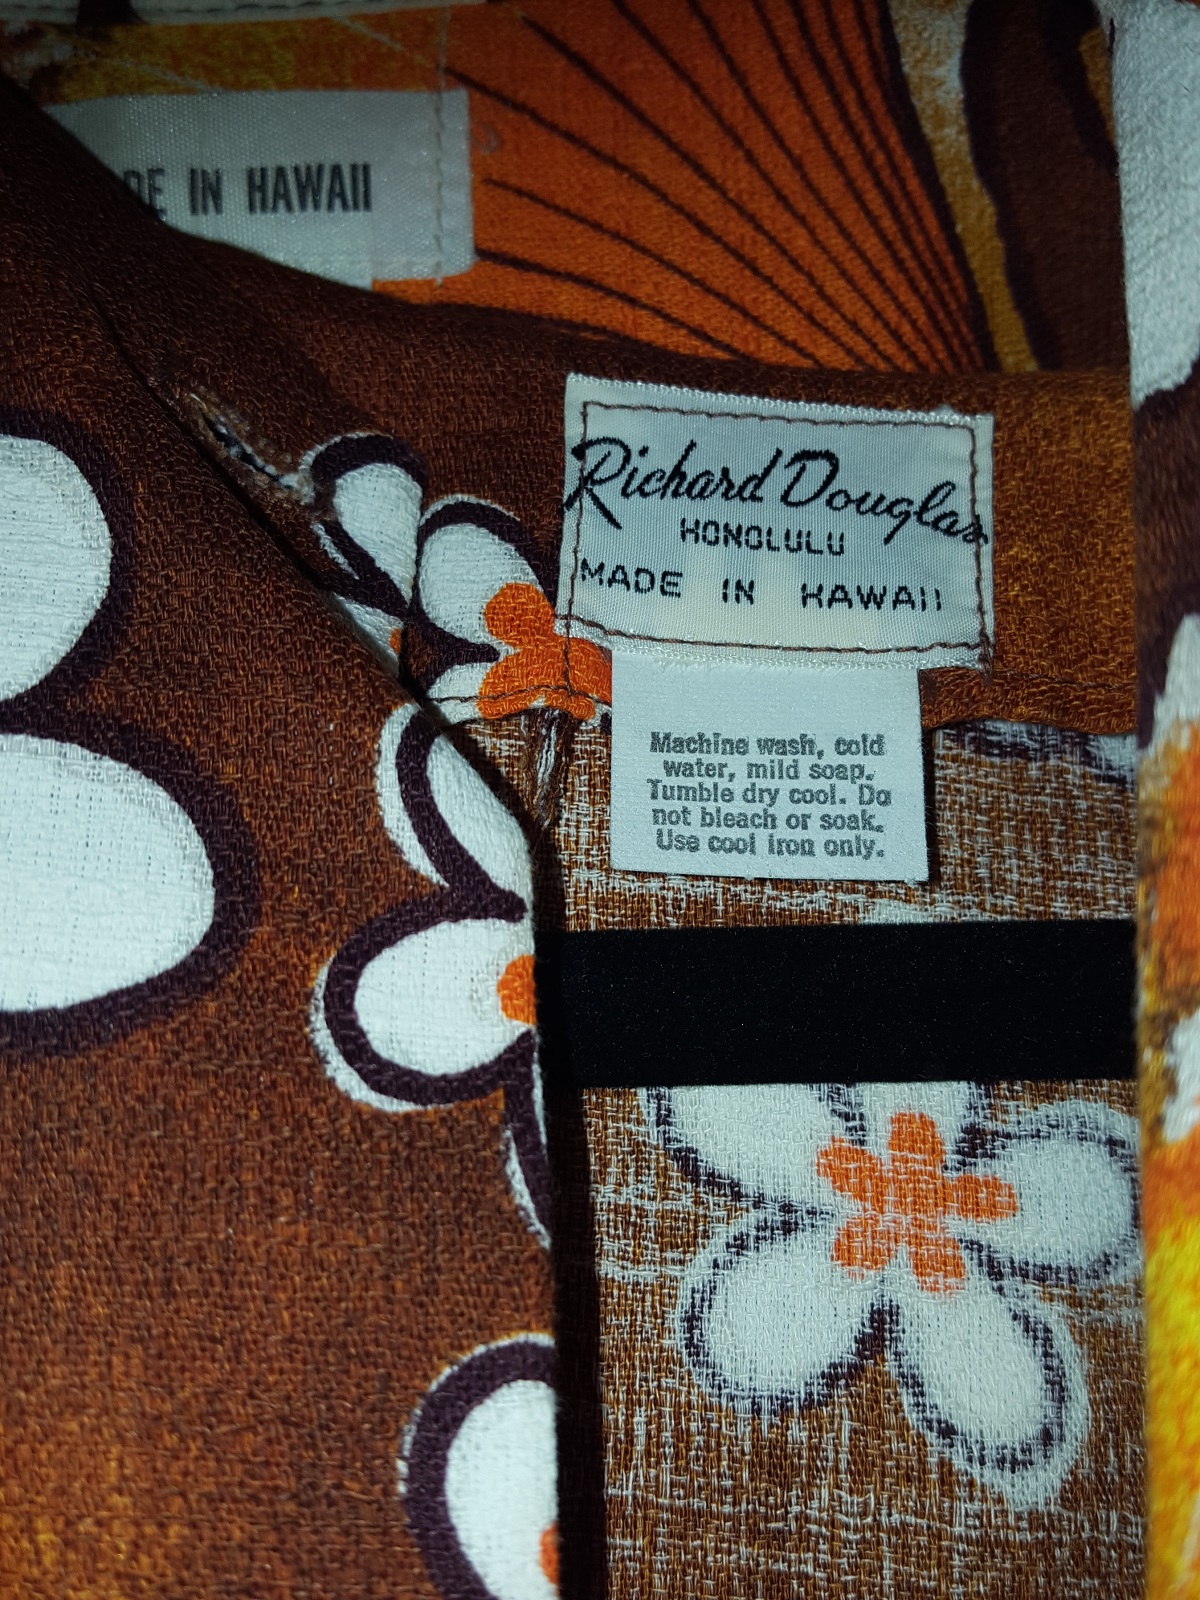 DE IN HAWAII
Richard Douglas
HONOLULU
MADE IN HAWAII
Machine wash, cold
water, mild soap.
Tumble dry cool. Do
not bleach or soak.
Use cool iron only.